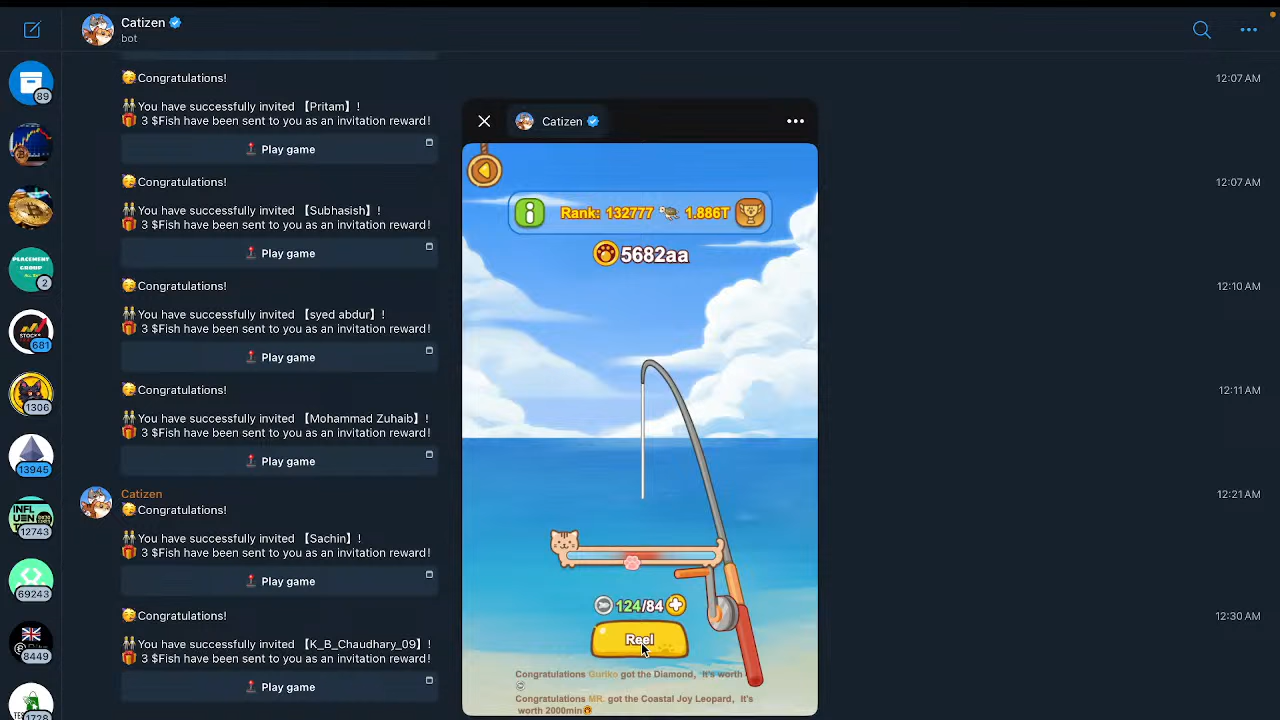 Catizen
bot
🥳Congratulations!
12:07 AM
👬You have successfully invited 【Pritam】!
🎁 3 $Fish have been sent to you as an invitation reward!
🕹️ Play game
🥳Congratulations!
12:07 AM
👬You have successfully invited 【Subhasish】!
🎁 3 $Fish have been sent to you as an invitation reward!
🕹️ Play game
🥳Congratulations!
12:10 AM
👬You have successfully invited 【syed abdur】!
🎁 3 $Fish have been sent to you as an invitation reward!
🕹️ Play game
🥳Congratulations!
12:11 AM
👬You have successfully invited 【Mohammad Zuhaib】!
🎁 3 $Fish have been sent to you as an invitation reward!
🕹️ Play game
Catizen
12:21 AM
🥳Congratulations!
👬You have successfully invited 【Sachin】!
🎁 3 $Fish have been sent to you as an invitation reward!
🕹️ Play game
🥳Congratulations!
12:30 AM
👬You have successfully invited 【K_B_Chaudhary_09】!
🎁 3 $Fish have been sent to you as an invitation reward!
🕹️ Play game
89
PLACEMENT
GROUP
2
STOCKS
681
1306
13945
INFL
UEN
12743
69243
8449
1728
Catizen
Rank: 132777 1.886T
5682aa
124/84
Reel
Congratulations Guriko got the Diamond, it's worth
Congratulations MR. got the Coastal Joy Leopard, it's
worth 2000min